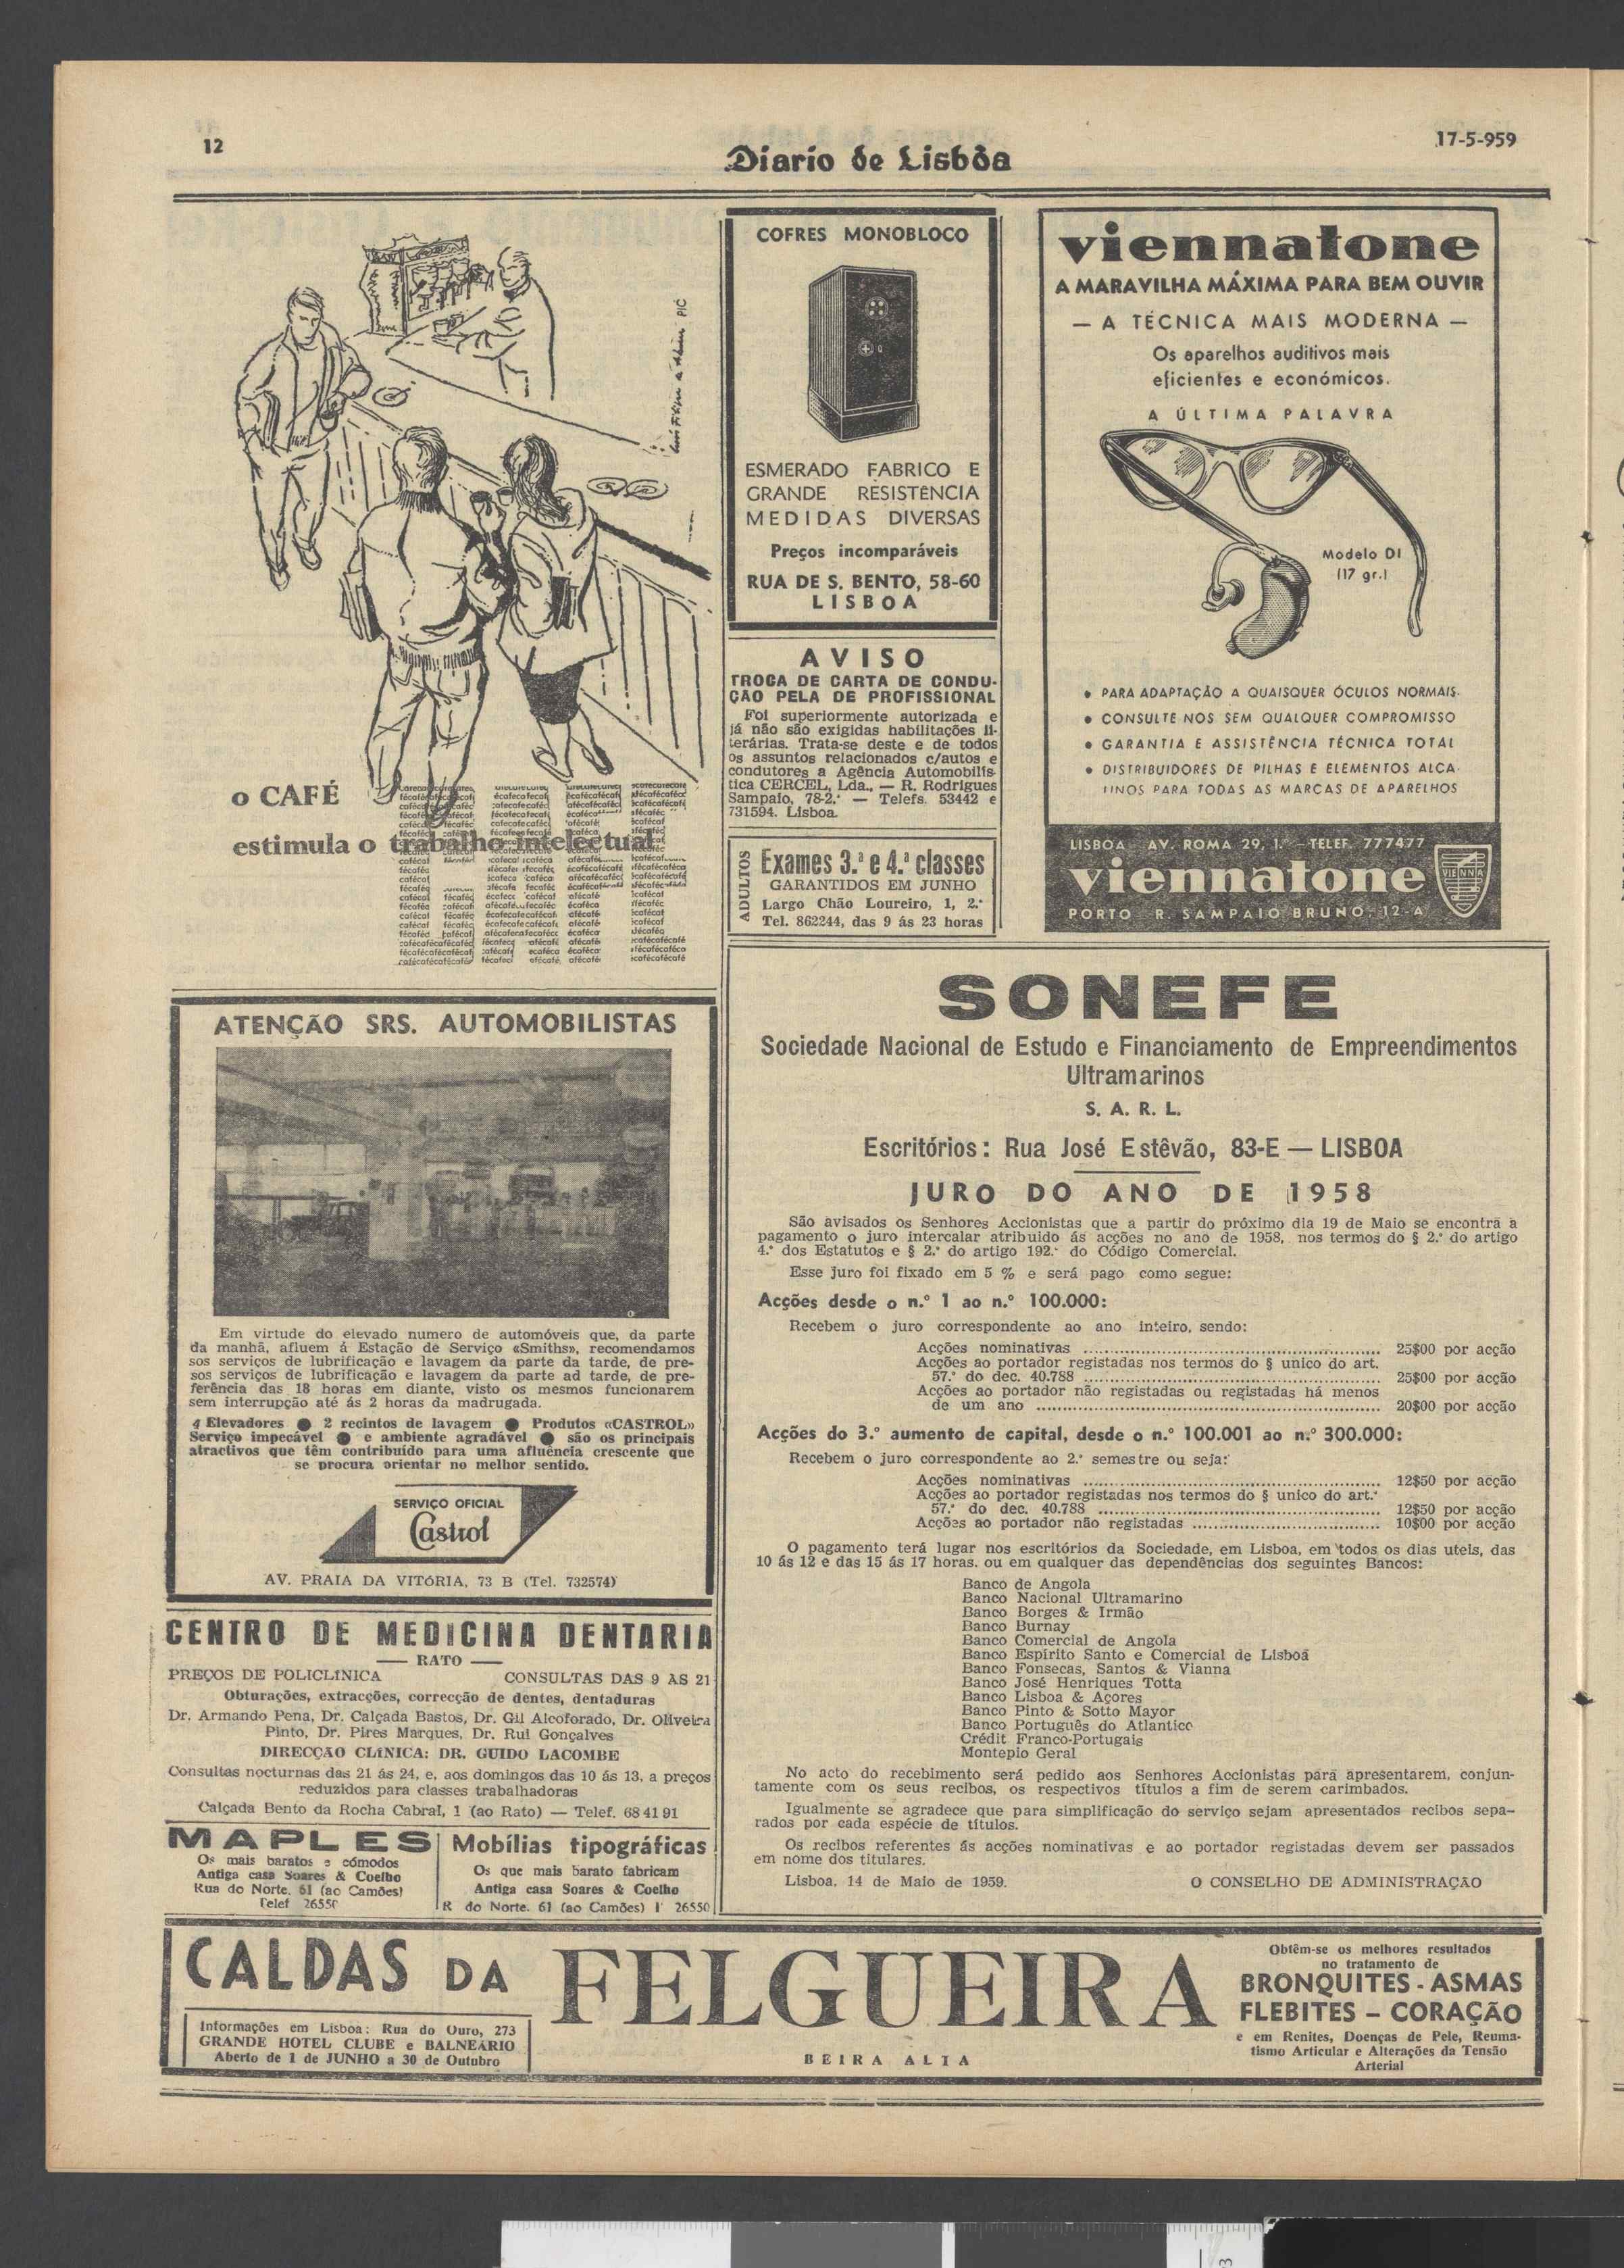 12
Diario de Lisbôa
17-5-959
PIC
o CAFÉ
estimula o trabalho intelectual
COFRES MONOBLOCO
ESMERADO FABRICO E
GRANDE RESISTÊNCIA
MEDIDAS DIVERSAS
Preços incomparáveis
RUA DE S. BENTO, 58-60
LISBOA
AVISO
TROCA DE CARTA DE CONDU-
ÇÃO PELA DE PROFISSIONAL
Foi superiormente autorizada e
já não são exigidas habilitações li-
terárias. Trata-se deste e de todos
os assuntos relacionados c/autos e
condutores a Agência Automobilís-
tica CERCEL, Lda., — R. Rodrigues
Sampaio, 78-2.º — Telefs. 53442 e
731594. Lisboa.
ADULTOS
Exames 3.ª e 4.ª classes
GARANTIDOS EM JUNHO
Largo Chão Loureiro, 1, 2.º
Tel. 862244, das 9 ás 23 horas
viennatone
A MARAVILHA MÁXIMA PARA BEM OUVIR
— A TÉCNICA MAIS MODERNA —
Os aparelhos auditivos mais
eficientes e económicos.
A ÚLTIMA PALAVRA
Modelo DI
(17 gr.)
• PARA ADAPTAÇÃO A QUAISQUER ÓCULOS NORMAIS.
• CONSULTE NOS SEM QUALQUER COMPROMISSO
• GARANTIA E ASSISTÊNCIA TÉCNICA TOTAL
• DISTRIBUIDORES DE PILHAS E ELEMENTOS ALCA-
LINOS PARA TODAS AS MARCAS DE APARELHOS
LISBOA AV. ROMA 29, 1.º — TELEF. 777477
viennatone
VIENNA
PORTO R. SAMPAIO BRUNO, 12-A
ATENÇÃO SRS. AUTOMOBILISTAS
Em virtude do elevado numero de automóveis que, da parte
da manhã, afluem á Estação de Serviço «Smiths», recomendamos
sos serviços de lubrificação e lavagem da parte da tarde, de pre-
sos serviços de lubrificação e lavagem da parte ad tarde, de pre-
ferência das 18 horas em diante, visto os mesmos funcionarem
sem interrupção até ás 2 horas da madrugada.
4 Elevadores ● 2 recintos de lavagem ● Produtos «CASTROL»
Serviço impecável ● e ambiente agradável ● são os principais
atractivos que têm contribuído para uma afluência crescente que
se procura orientar no melhor sentido.
SERVIÇO OFICIAL
Castrol
AV. PRAIA DA VITÓRIA, 73 B (Tel. 732574)
CENTRO DE MEDICINA DENTARIA
— RATO —
PREÇOS DE POLICLINICA CONSULTAS DAS 9 ÀS 21
Obturações, extracções, correcção de dentes, dentaduras
Dr. Armando Pena, Dr. Calçada Bastos, Dr. Gil Alcoforado, Dr. Oliveira
Pinto, Dr. Pires Marques, Dr. Rui Gonçalves
DIRECÇÃO CLINICA: DR. GUIDO LACOMBE
Consultas nocturnas das 21 ás 24, e, aos domingos das 10 ás 13, a preços
reduzidos para classes trabalhadoras
Calçada Bento da Rocha Cabral, 1 (ao Rato) — Telef. 68 41 91
MAPLES
Os mais baratos e cómodos
Antiga casa Soares & Coelho
Rua do Norte, 61 (ao Camões)
Telef 26550
Mobílias tipográficas
Os que mais barato fabricam
Antiga casa Soares & Coelho
R do Norte. 61 (ao Camões) T 26550
SONEFE
Sociedade Nacional de Estudo e Financiamento de Empreendimentos
Ultramarinos
S. A. R. L.
Escritórios: Rua José Estêvão, 83-E — LISBOA
JURO DO ANO DE 1958
São avisados os Senhores Accionistas que a partir do próximo dia 19 de Maio se encontra a
pagamento o juro intercalar atribuido ás acções no ano de 1958, nos termos do § 2.º do artigo
4.º dos Estatutos e § 2.º do artigo 192.º do Código Comercial.
Esse juro foi fixado em 5 % e será pago como segue:
Acções desde o n.º 1 ao n.º 100.000:
Recebem o juro correspondente ao ano inteiro, sendo:
Acções nominativas ........ 25$00 por acção
Acções ao portador registadas nos termos do § unico do art.
57.º do dec. 40.788 ........ 25$00 por acção
Acções ao portador não registadas ou registadas há menos
de um ano ........ 20$00 por acção
Acções do 3.º aumento de capital, desde o n.º 100.001 ao n.º 300.000:
Recebem o juro correspondente ao 2.º semestre ou seja:
Acções nominativas ........ 12$50 por acção
Acções ao portador registadas nos termos do § unico do art.º
57.º do dec. 40.788 ........ 12$50 por acção
Acções ao portador não registadas ........ 10$00 por acção
O pagamento terá lugar nos escritórios da Sociedade, em Lisboa, em todos os dias uteis, das
10 ás 12 e das 15 ás 17 horas. ou em qualquer das dependências dos seguintes Bancos:
Banco de Angola
Banco Nacional Ultramarino
Banco Borges & Irmão
Banco Burnay
Banco Comercial de Angola
Banco Espírito Santo e Comercial de Lisboa
Banco Fonsecas, Santos & Vianna
Banco José Henriques Totta
Banco Lisboa & Açores
Banco Pinto & Sotto Mayor
Banco Português do Atlantico
Crédit Franco-Portugais
Montepio Geral
No acto do recebimento será pedido aos Senhores Accionistas para apresentarem, conjun-
tamente com os seus recibos, os respectivos títulos a fim de serem carimbados.
Igualmente se agradece que para simplificação do serviço sejam apresentados recibos sepa-
rados por cada espécie de títulos.
Os recibos referentes ás acções nominativas e ao portador registadas devem ser passados
em nome dos titulares.
Lisboa, 14 de Maio de 1959.
O CONSELHO DE ADMINISTRAÇÃO
CALDAS DA FELGUEIRA
BEIRA ALTA
Informações em Lisboa: Rua do Ouro, 273
GRANDE HOTEL CLUBE e BALNEÁRIO
Aberto de 1 de JUNHO a 30 de Outubro
Obtêm-se os melhores resultados
no tratamento de
BRONQUITES - ASMAS
FLEBITES — CORAÇÃO
e em Renites, Doenças de Pele, Reuma-
tismo Articular e Alterações da Tensão
Arterial